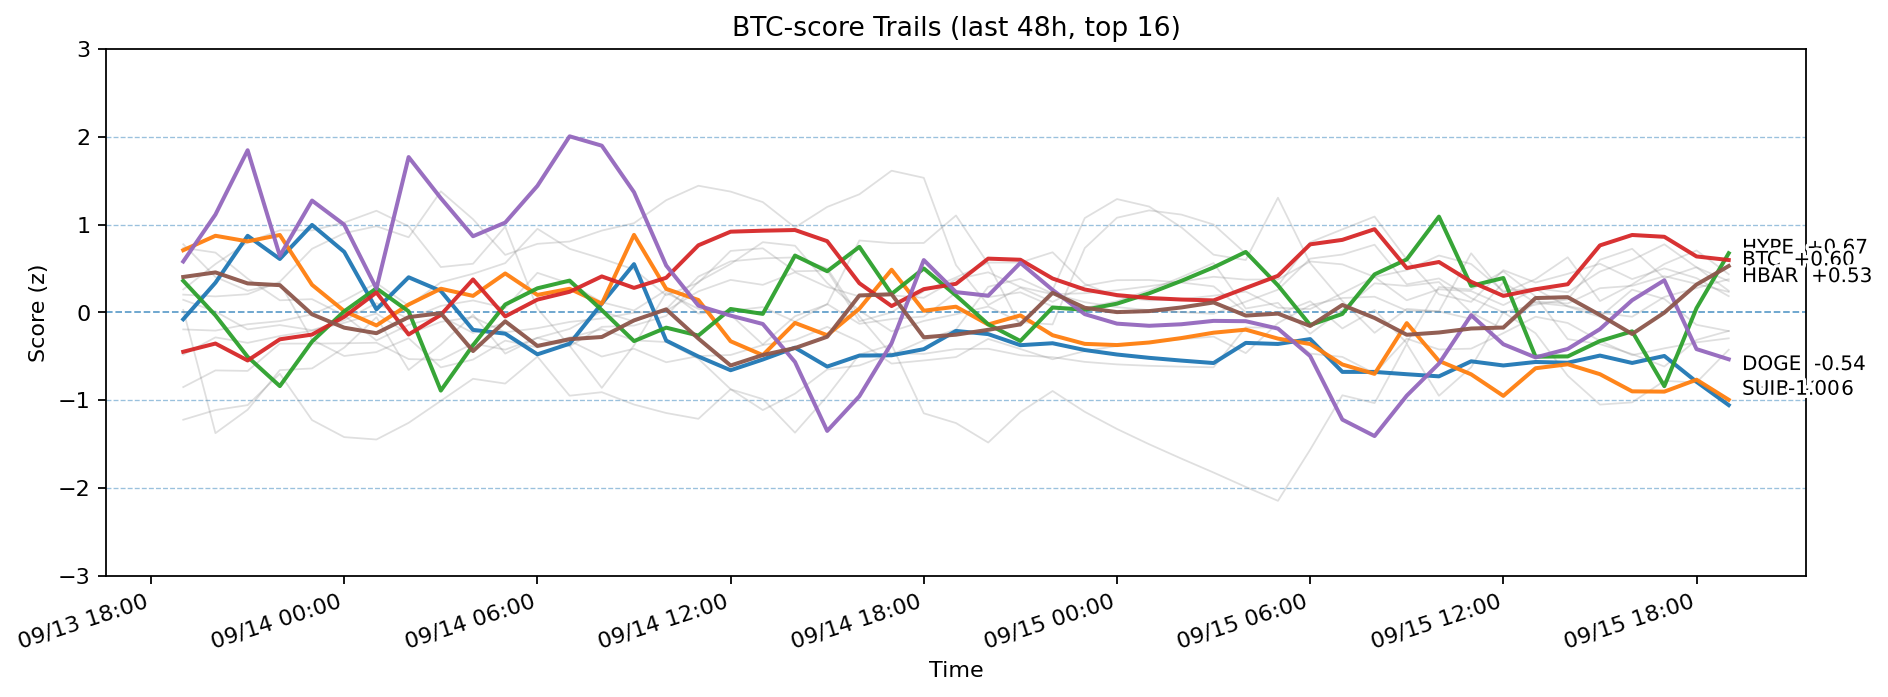 BTC-score Trails (last 48h, top 16)
Score (z)
3
2
1
0
−1
−2
−3
HYPE +0.67
BTC +0.60
HBAR +0.53
DOGE -0.54
09/13 18:00
09/14 00:00
09/14 06:00
09/14 12:00
09/14 18:00
09/15 00:00
09/15 06:00
09/15 12:00
09/15 18:00
Time